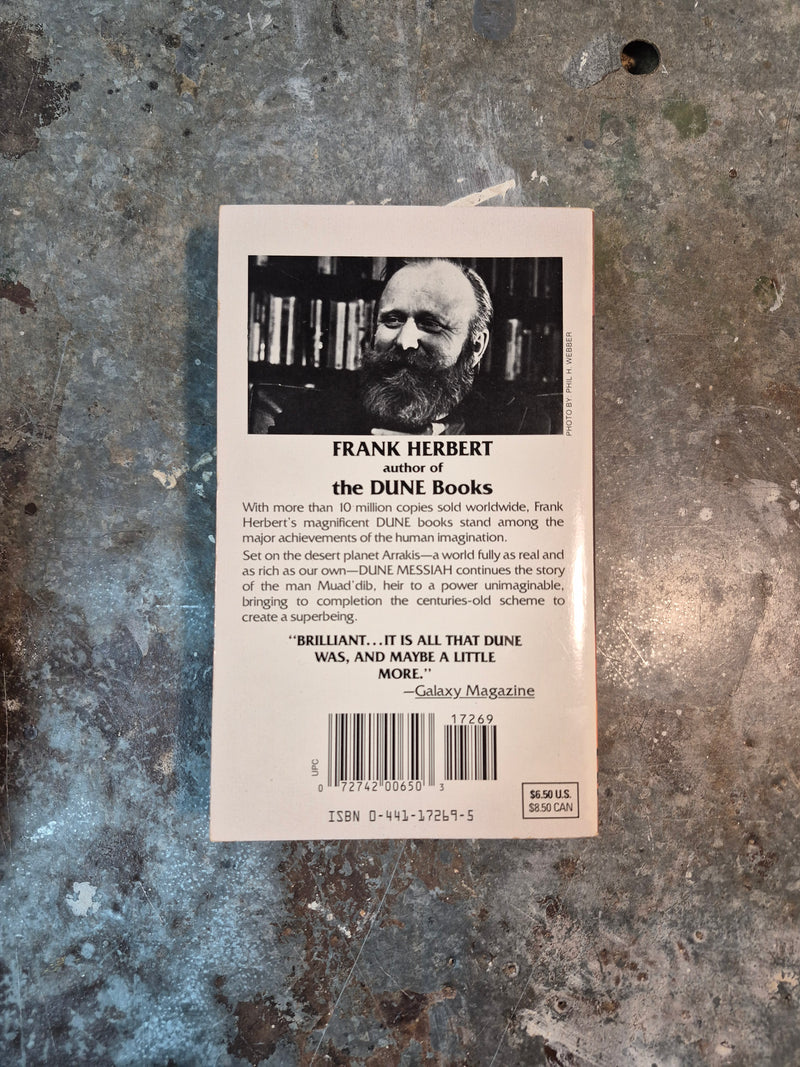 PHOTO BY: PHIL H. WEBBER
FRANK HERBERT
author of
the DUNE Books
With more than 10 million copies sold worldwide, Frank
Herbert's magnificent DUNE books stand among the
major achievements of the human imagination.
Set on the desert planet Arrakis—a world fully as real and
as rich as our own—DUNE MESSIAH continues the story
of the man Muad'dib, heir to a power unimaginable,
bringing to completion the centuries-old scheme to
create a superbeing.
"BRILLIANT...IT IS ALL THAT DUNE
WAS, AND MAYBE A LITTLE
MORE."
—Galaxy Magazine
17269
UPC
0 72742 00650 3
$6.50 U.S.
$8.50 CAN
ISBN 0-441-17269-5